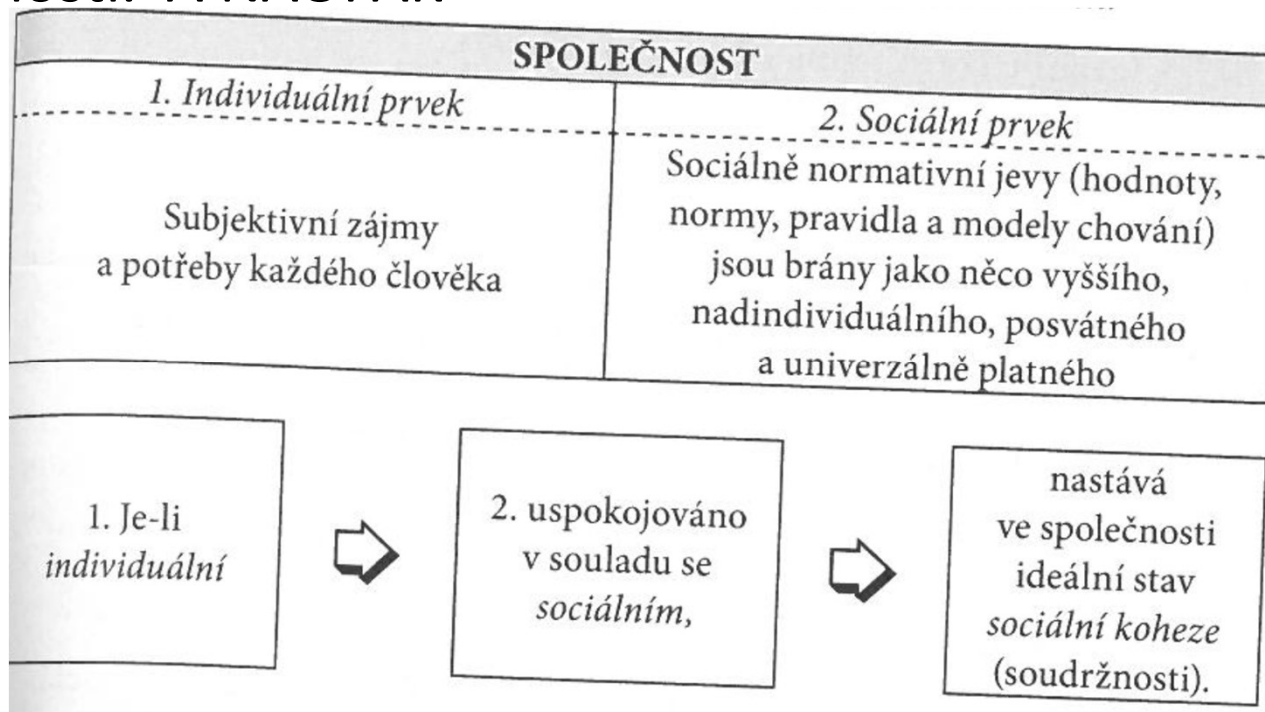 SPOLEČNOST
1. Individuální prvek
2. Sociální prvek
Subjektivní zájmy
a potřeby každého člověka
Sociálně normativní jevy (hodnoty,
normy, pravidla a modely chování)
jsou brány jako něco vyššího,
nadindividuálního, posvátného
a univerzálně platného
1. Je-li
individuální
2. uspokojováno
v souladu se
sociálním,
nastává
ve společnosti
ideální stav
sociální koheze
(soudržnosti).